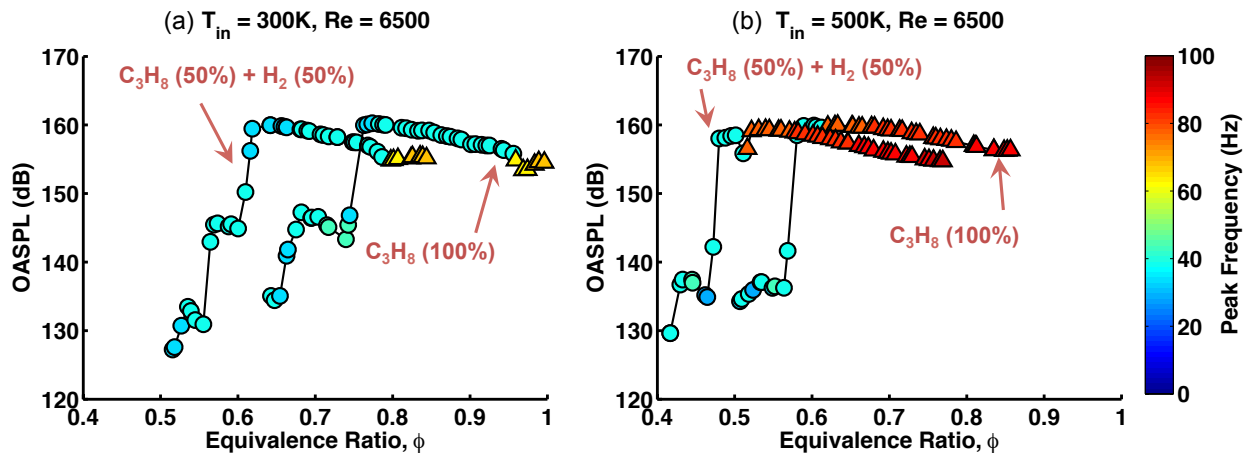 (a) T_in = 300K, Re = 6500
170
160
150
140
130
120
OASPL (dB)
C₃H₈ (50%) + H₂ (50%)
C₃H₈ (100%)
0.4 0.5 0.6 0.7 0.8 0.9 1
Equivalence Ratio, ϕ
(b) T_in = 500K, Re = 6500
170
160
150
140
130
120
OASPL (dB)
C₃H₈ (50%) + H₂ (50%)
C₃H₈ (100%)
0.4 0.5 0.6 0.7 0.8 0.9 1
Equivalence Ratio, ϕ
100
80
60
40
20
0
Peak Frequency (Hz)